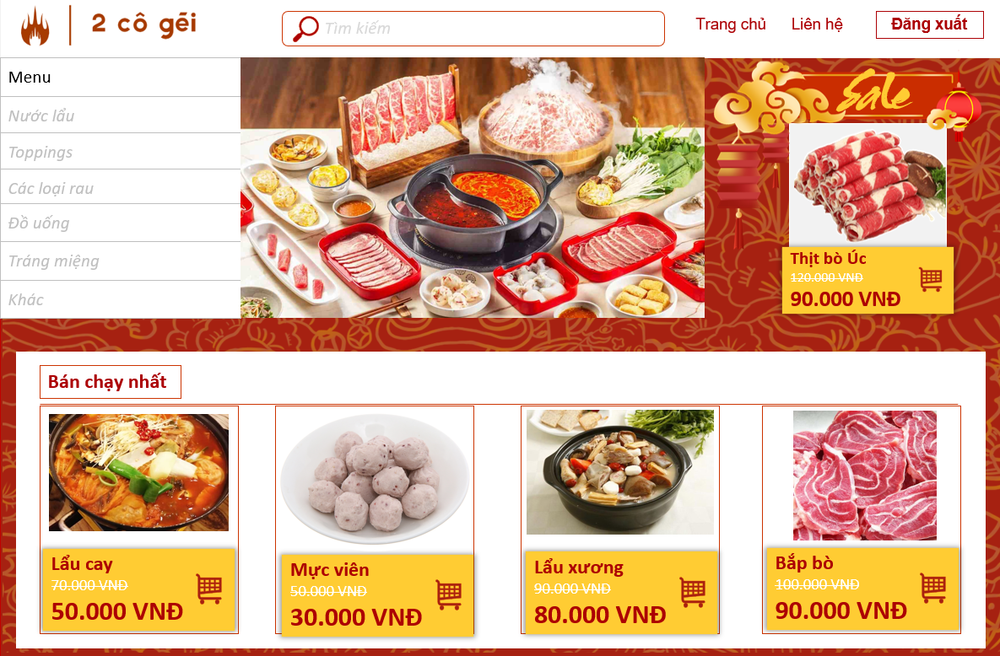 2 cô gẽi
Tìm kiếm
Trang chủ
Liên hệ
Đăng xuất
Menu
Nước lẩu
Toppings
Các loại rau
Đồ uống
Tráng miệng
Khác
Sale
Thịt bò Úc
120.000 VNĐ
90.000 VNĐ
Bán chạy nhất
Lẩu cay
70.000 VNĐ
50.000 VNĐ
Mực viên
50.000 VNĐ
30.000 VNĐ
Lẩu xương
90.000 VNĐ
80.000 VNĐ
Bắp bò
100.000 VNĐ
90.000 VNĐ